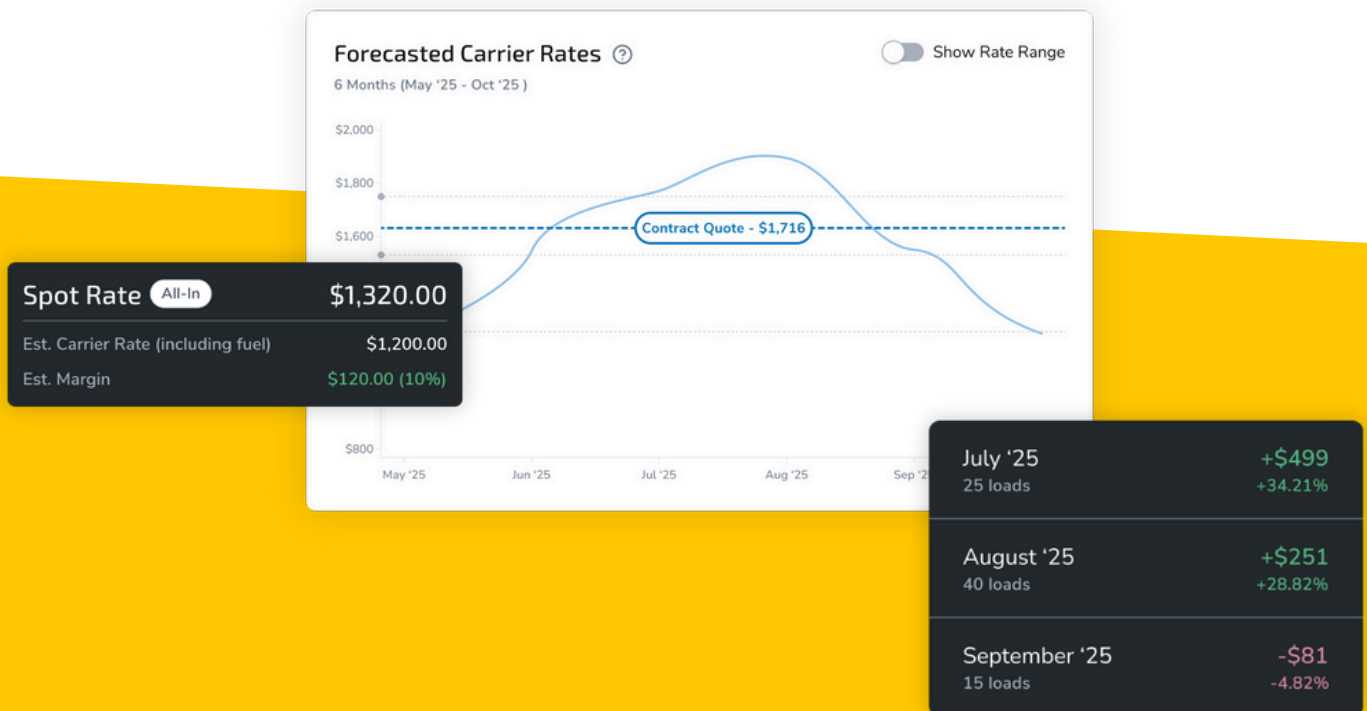 Forecasted Carrier Rates ?
Show Rate Range
6 Months (May ‘25 - Oct ‘25 )
$2,000
$1,800
$1,600
Contract Quote - $1,716
Spot Rate All-In $1,320.00
Est. Carrier Rate (including fuel) $1,200.00
Est. Margin $120.00 (10%)
$800
May '25 Jun '25 Jul '25 Aug '25 Sep
July ‘25 +$499
25 loads +34.21%
August ‘25 +$251
40 loads +28.82%
September ‘25 -$81
15 loads -4.82%